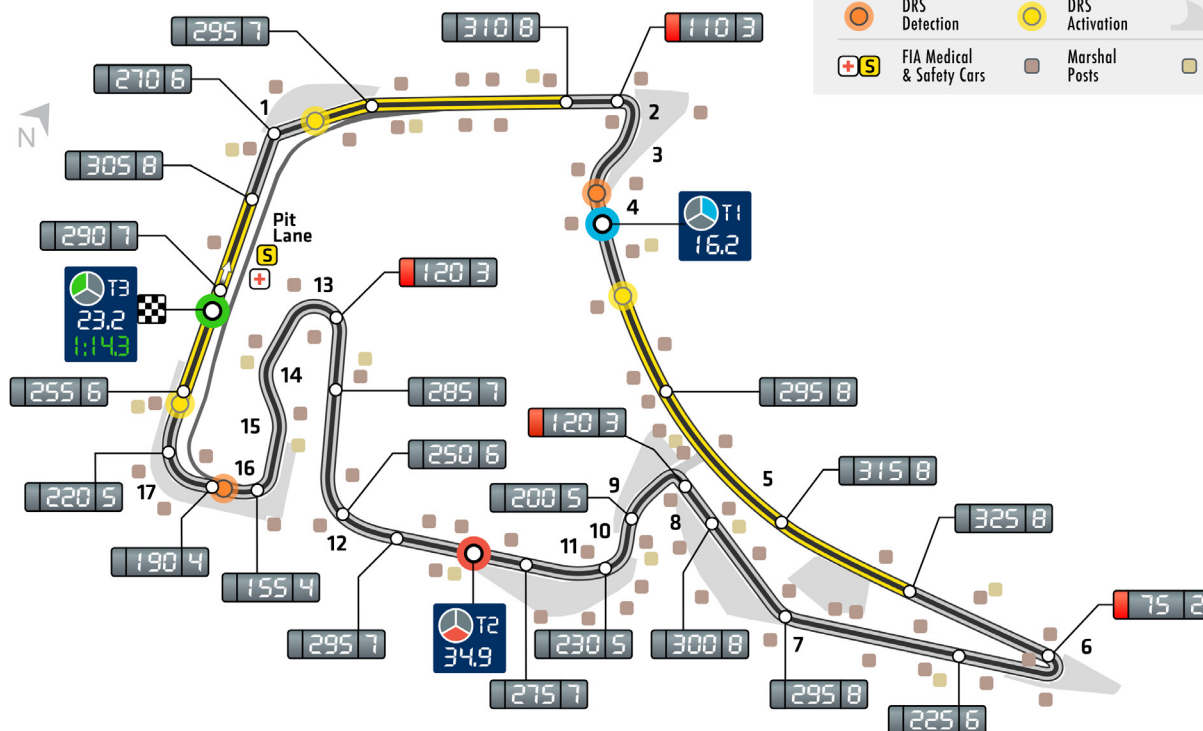 DRS
Detection
DRS
Activation
FIA Medical
& Safety Cars
Marshal
Posts
S
N
295 7
310 8
110 3
270 6
1
2
3
305 8
4
T1
16.2
Pit
Lane
S
290 7
T3
23.2
1:14.3
13
120 3
14
255 6
285 7
295 8
120 3
15
250 6
5
315 8
16
17
220 5
9
200 5
10
8
325 8
12
11
190 4
155 4
75 2
T2
34.9
295 7
230 5
300 8
7
6
275 7
295 8
225 6